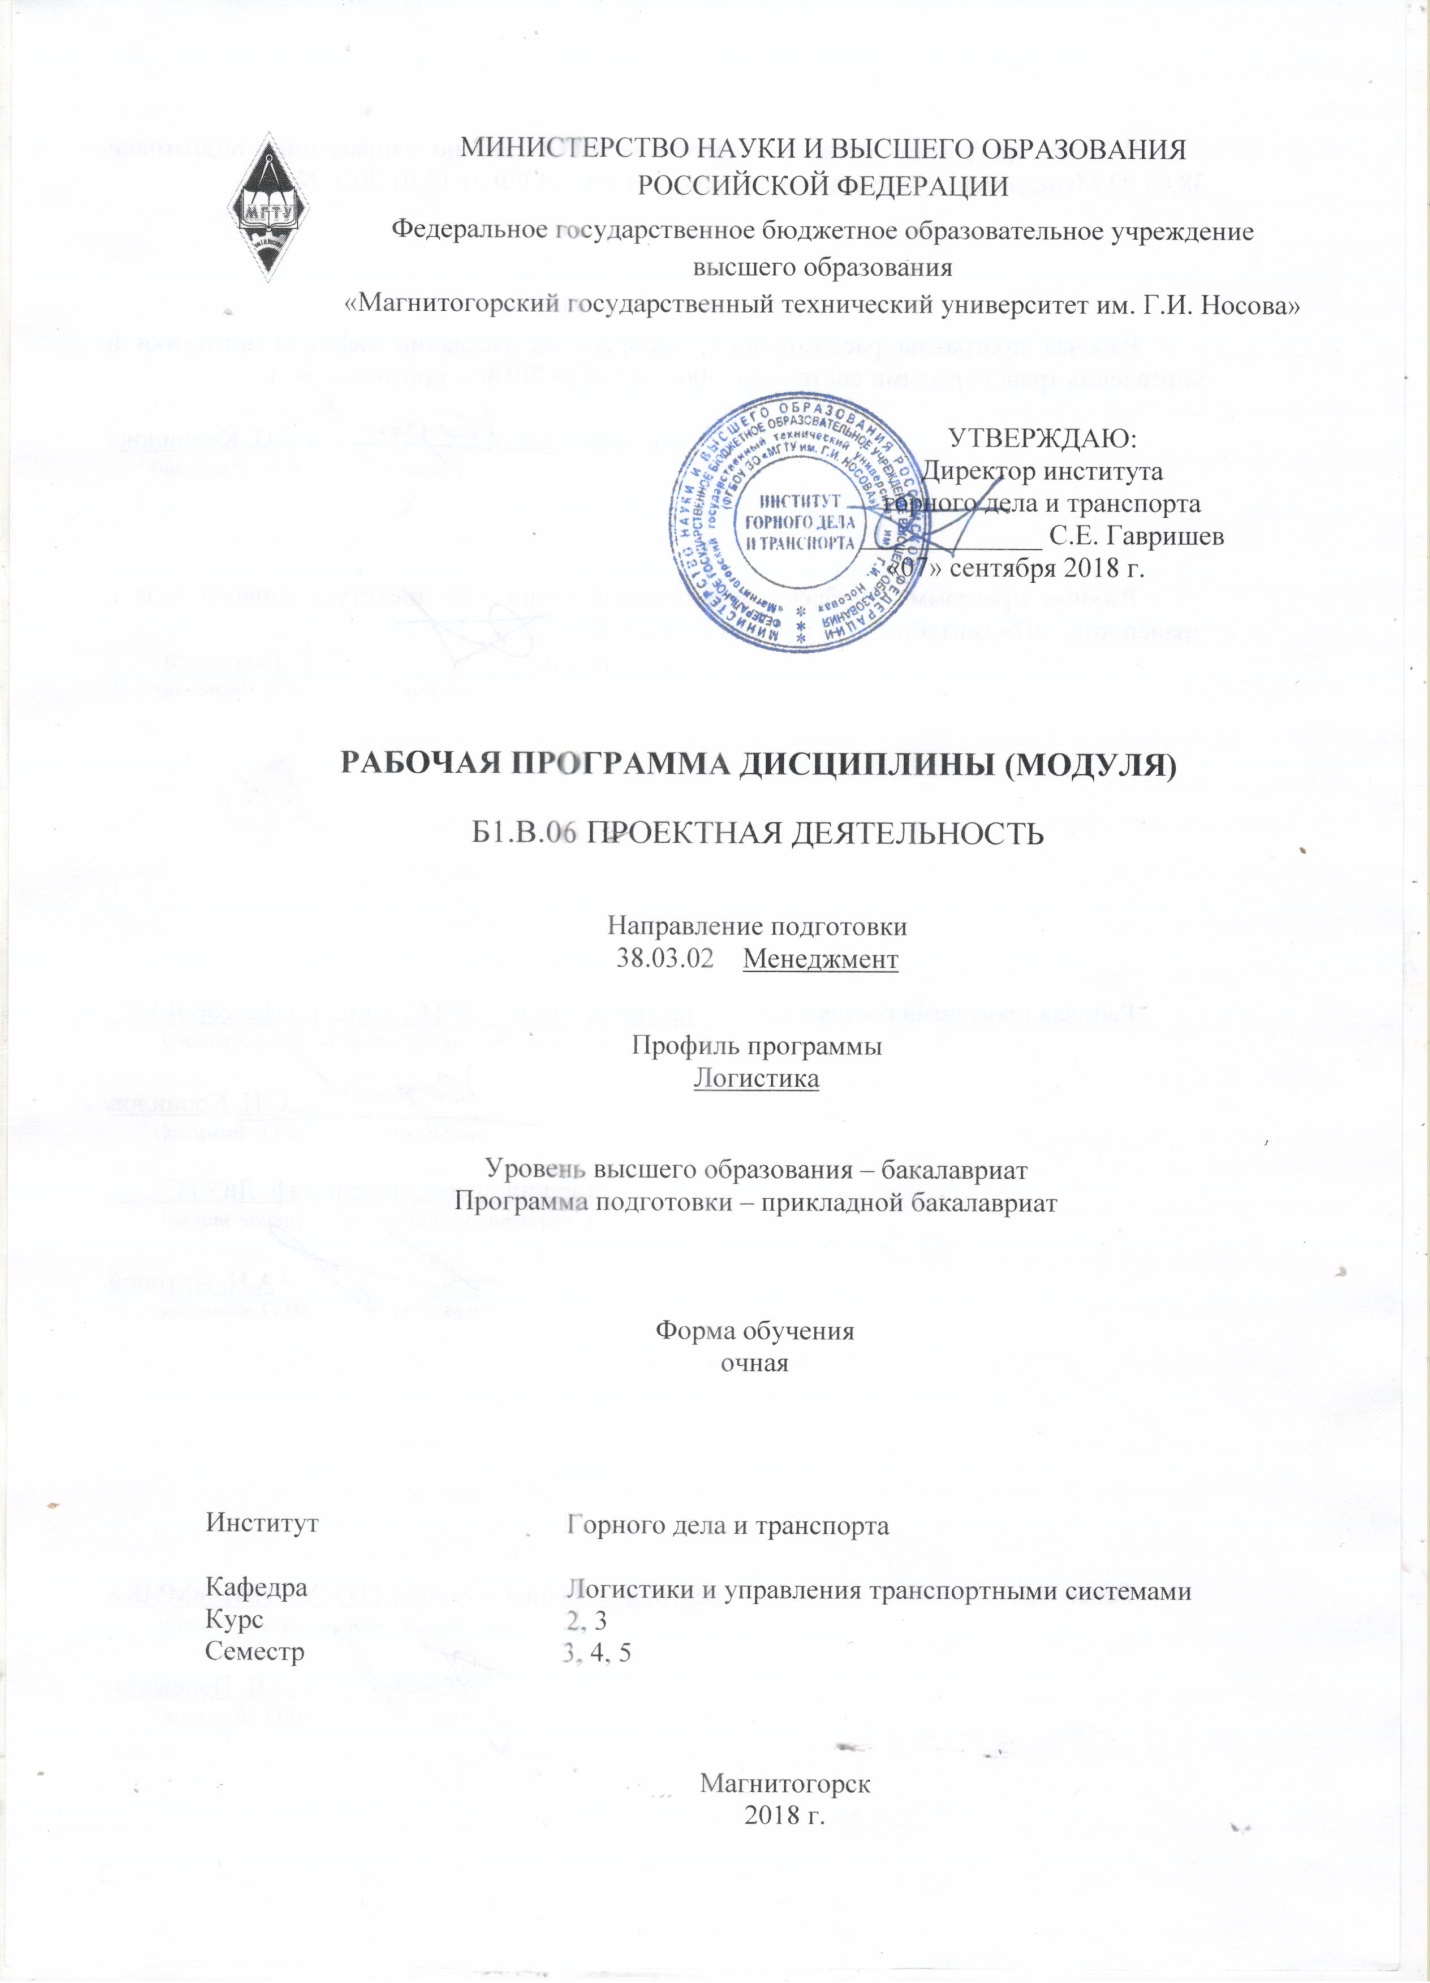 МИНИСТЕРСТВО НАУКИ И ВЫСШЕГО ОБРАЗОВАНИЯ
РОССИЙСКОЙ ФЕДЕРАЦИИ
Федеральное государственное бюджетное образовательное учреждение
высшего образования
«Магнитогорский государственный технический университет им. Г.И. Носова»
МГТУ
УТВЕРЖДАЮ:
Директор института
горного дела и транспорта
С.Е. Гавришев
«07» сентября 2018 г.
ИНСТИТУТ
ГОРНОГО ДЕЛА
И ТРАНСПОРТА
РАБОЧАЯ ПРОГРАММА ДИСЦИПЛИНЫ (МОДУЛЯ)
Б1.В.06 ПРОЕКТНАЯ ДЕЯТЕЛЬНОСТЬ
Направление подготовки
38.03.02 Менеджмент
Профиль программы
Логистика
Уровень высшего образования – бакалавриат
Программа подготовки – прикладной бакалавриат
Форма обучения
очная
Институт Горного дела и транспорта
Кафедра Логистики и управления транспортными системами
Курс 2, 3
Семестр 3, 4, 5
Магнитогорск
2018 г.